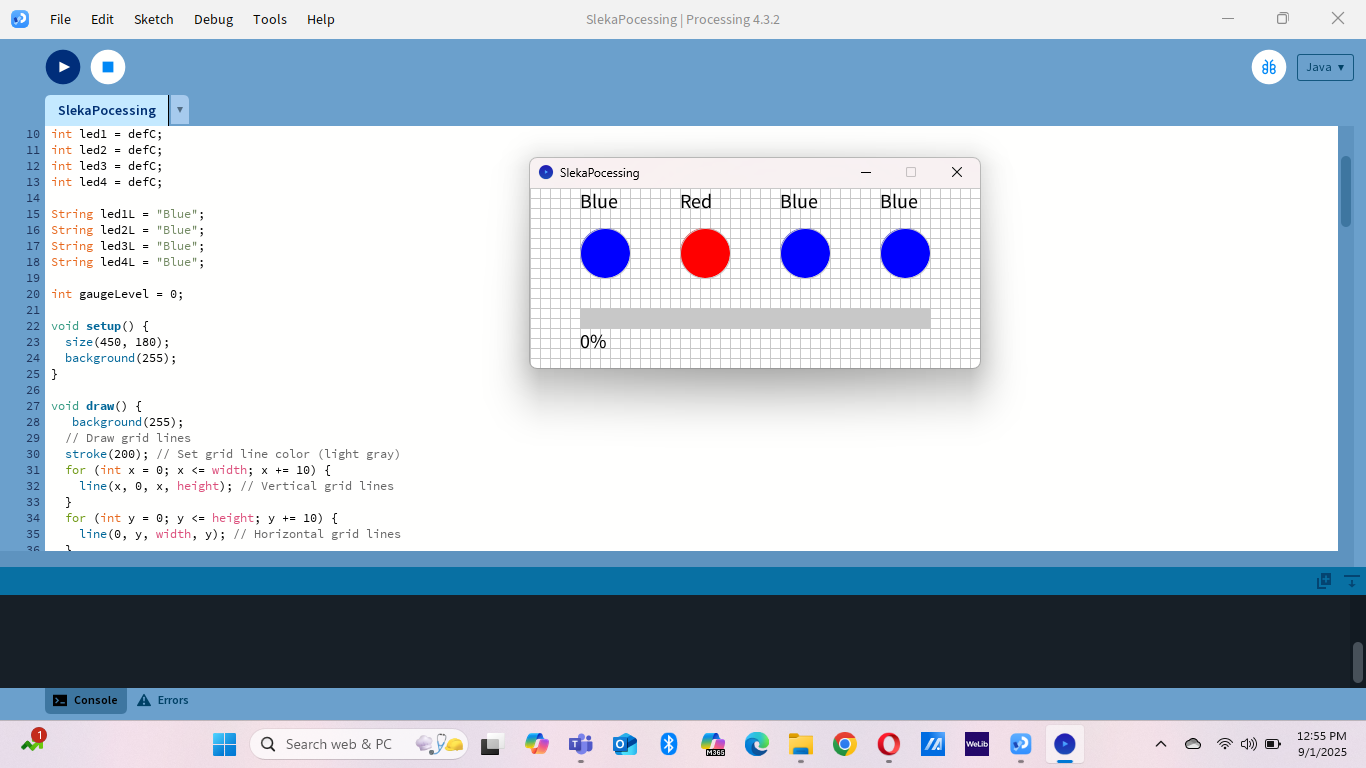 File Edit Sketch Debug Tools Help
SlekaPocessing | Processing 4.3.2
Java ▾
SlekaPocessing ▾
10 int led1 = defC;
11 int led2 = defC;
12 int led3 = defC;
13 int led4 = defC;
14
15 String led1L = "Blue";
16 String led2L = "Blue";
17 String led3L = "Blue";
18 String led4L = "Blue";
19
20 int gaugeLevel = 0;
21
22 void setup() {
23 size(450, 180);
24 background(255);
25 }
26
27 void draw() {
28 background(255);
29 // Draw grid lines
30 stroke(200); // Set grid line color (light gray)
31 for (int x = 0; x <= width; x += 10) {
32 line(x, 0, x, height); // Vertical grid lines
33 }
34 for (int y = 0; y <= height; y += 10) {
35 line(0, y, width, y); // Horizontal grid lines
36 }
SlekaPocessing
Blue Red Blue Blue
0%
Console Errors
1
Search web & PC
M365
WeLib
12:55 PM
9/1/2025